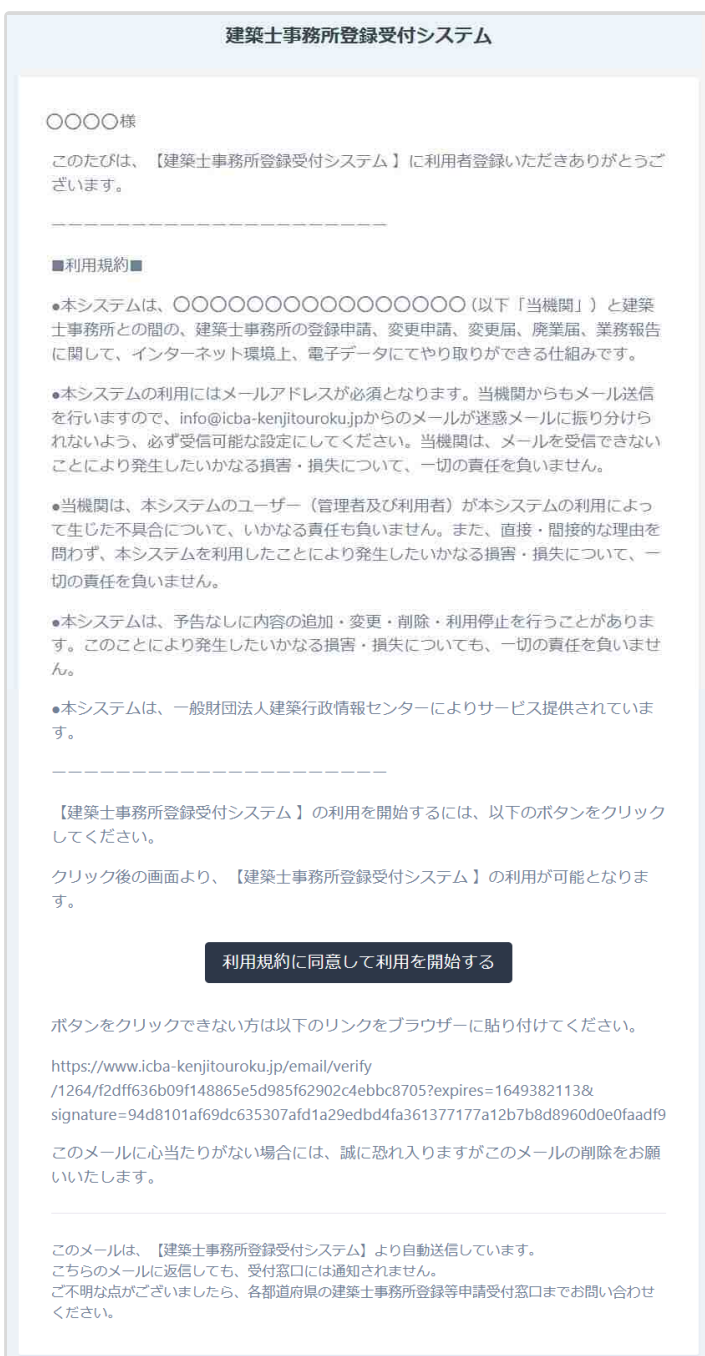 建築士事務所登録受付システム
〇〇〇〇様
このたびは、【建築士事務所登録受付システム 】に利用者登録いただきありがとうご
ざいます。
ーーーーーーーーーーーーーーーーーーーーー
■利用規約■
●本システムは、〇〇〇〇〇〇〇〇〇〇〇〇〇〇〇〇（以下「当機関」）と建築
士事務所との間の、建築士事務所の登録申請、変更申請、変更届、廃業届、業務報告
に関して、インターネット環境上、電子データにてやり取りができる仕組みです。
●本システムの利用にはメールアドレスが必須となります。当機関からもメール送信
を行いますので、info@icba-kenjitouroku.jpからのメールが迷惑メールに振り分けら
れないよう、必ず受信可能な設定にしてください。当機関は、メールを受信できない
ことにより発生したいかなる損害・損失について、一切の責任を負いません。
●当機関は、本システムのユーザー（管理者及び利用者）が本システムの利用によっ
て生じた不具合について、いかなる責任も負いません。また、直接・間接的な理由を
問わず、本システムを利用したことにより発生したいかなる損害・損失について、一
切の責任を負いません。
●本システムは、予告なしに内容の追加・変更・削除・利用停止を行うことがありま
す。このことにより発生したいかなる損害・損失についても、一切の責任を負いませ
ん。
●本システムは、一般財団法人建築行政情報センターによりサービス提供されていま
す。
ーーーーーーーーーーーーーーーーーーーーー
【建築士事務所登録受付システム 】の利用を開始するには、以下のボタンをクリック
してください。
クリック後の画面より、【建築士事務所登録受付システム 】の利用が可能となりま
す。
利用規約に同意して利用を開始する
ボタンをクリックできない方は以下のリンクをブラウザーに貼り付けてください。
https://www.icba-kenjitouroku.jp/email/verify
/1264/f2dff636b09f148865e5d985f62902c4ebbc8705?expires=1649382113&
signature=94d8101af69dc635307afd1a29edbd4fa361377177a12b7b8d8960d0e0faadf9
このメールに心当たりがない場合には、誠に恐れ入りますがこのメールの削除をお願
いいたします。
このメールは、【建築士事務所登録受付システム】より自動送信しています。
こちらのメールに返信しても、受付窓口には通知されません。
ご不明な点がございましたら、各都道府県の建築士事務所登録等申請受付窓口までお問い合わせ
ください。